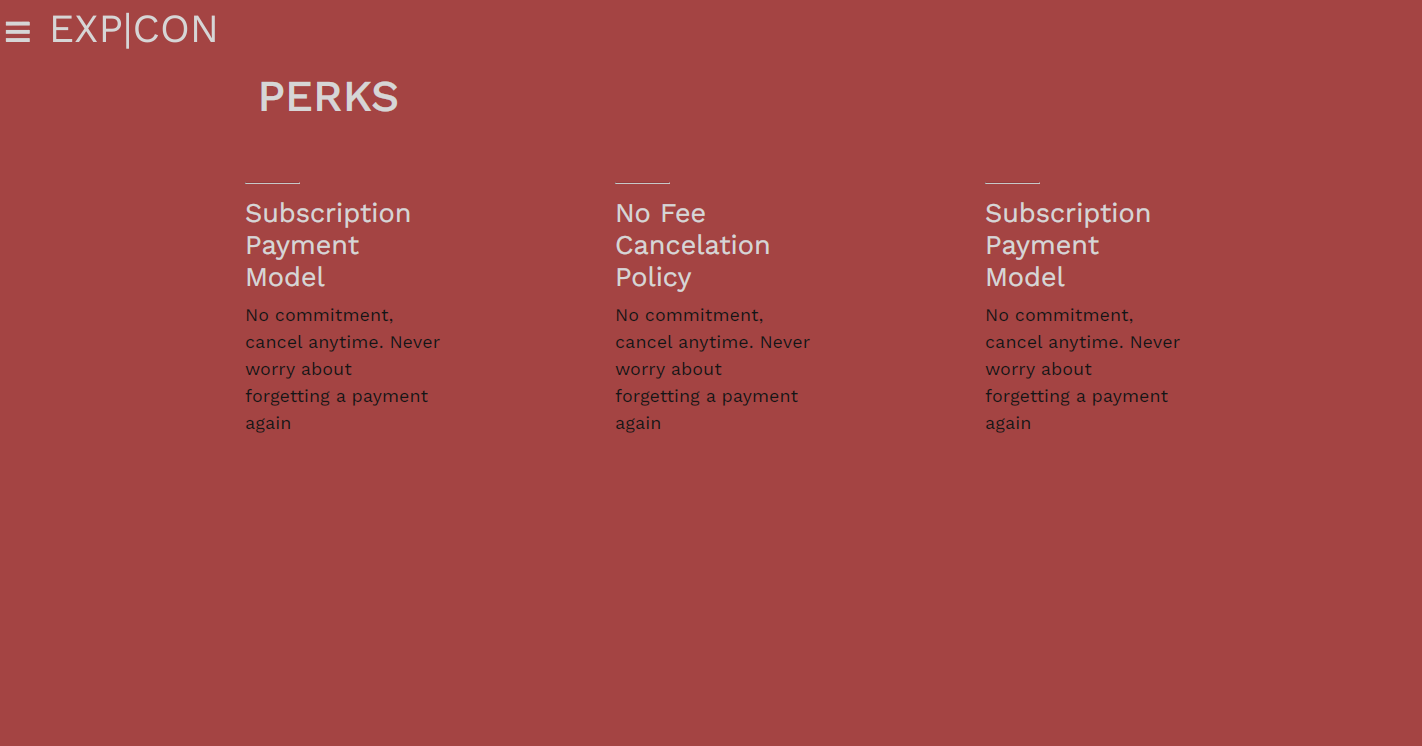 EXP|CON
PERKS
Subscription
Payment
Model
No commitment,
cancel anytime. Never
worry about
forgetting a payment
again
No Fee
Cancelation
Policy
No commitment,
cancel anytime. Never
worry about
forgetting a payment
again
Subscription
Payment
Model
No commitment,
cancel anytime. Never
worry about
forgetting a payment
again